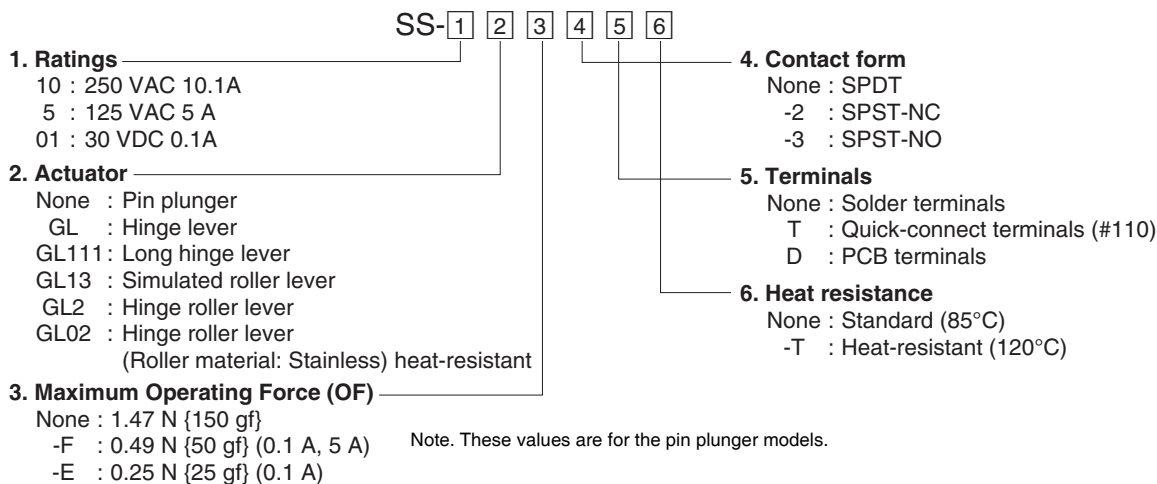 SS-1 2 3 4 5 6
1. Ratings
10 : 250 VAC 10.1A
5 : 125 VAC 5 A
01 : 30 VDC 0.1A
2. Actuator
None : Pin plunger
GL : Hinge lever
GL111 : Long hinge lever
GL13 : Simulated roller lever
GL2 : Hinge roller lever
GL02 : Hinge roller lever
(Roller material: Stainless) heat-resistant
3. Maximum Operating Force (OF)
None : 1.47 N {150 gf}
-F : 0.49 N {50 gf} (0.1 A, 5 A)
-E : 0.25 N {25 gf} (0.1 A)
Note. These values are for the pin plunger models.
4. Contact form
None : SPDT
-2 : SPST-NC
-3 : SPST-NO
5. Terminals
None : Solder terminals
T : Quick-connect terminals (#110)
D : PCB terminals
6. Heat resistance
None : Standard (85°C)
-T : Heat-resistant (120°C)